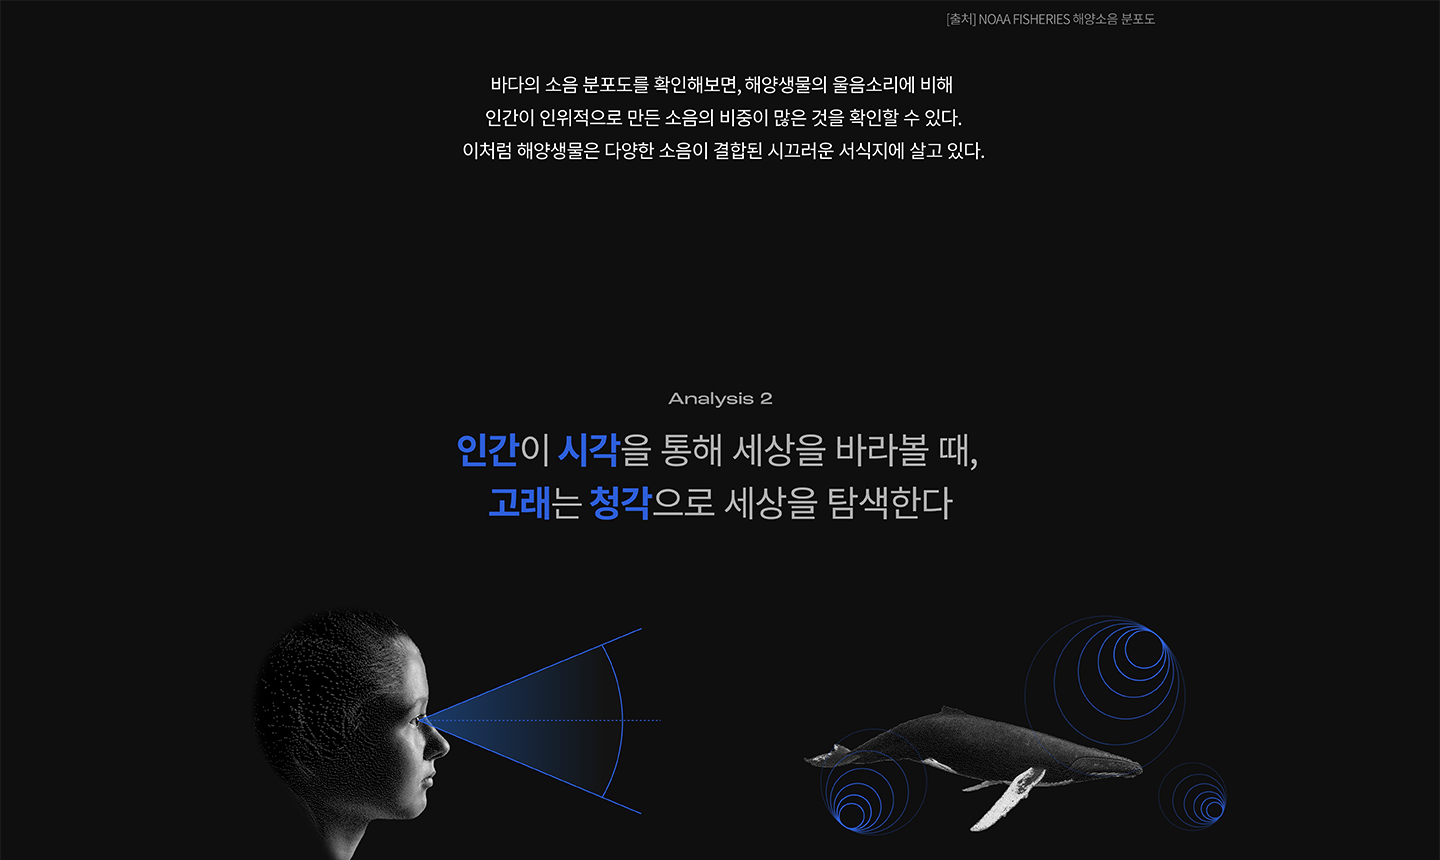 [출처] NOAA FISHERIES 해양소음 분포도
바다의 소음 분포도를 확인해보면, 해양생물의 울음소리에 비해
인간이 인위적으로 만든 소음의 비중이 많은 것을 확인할 수 있다.
이처럼 해양생물은 다양한 소음이 결합된 시끄러운 서식지에 살고 있다.
Analysis 2
인간이 시각을 통해 세상을 바라볼 때,
고래는 청각으로 세상을 탐색한다